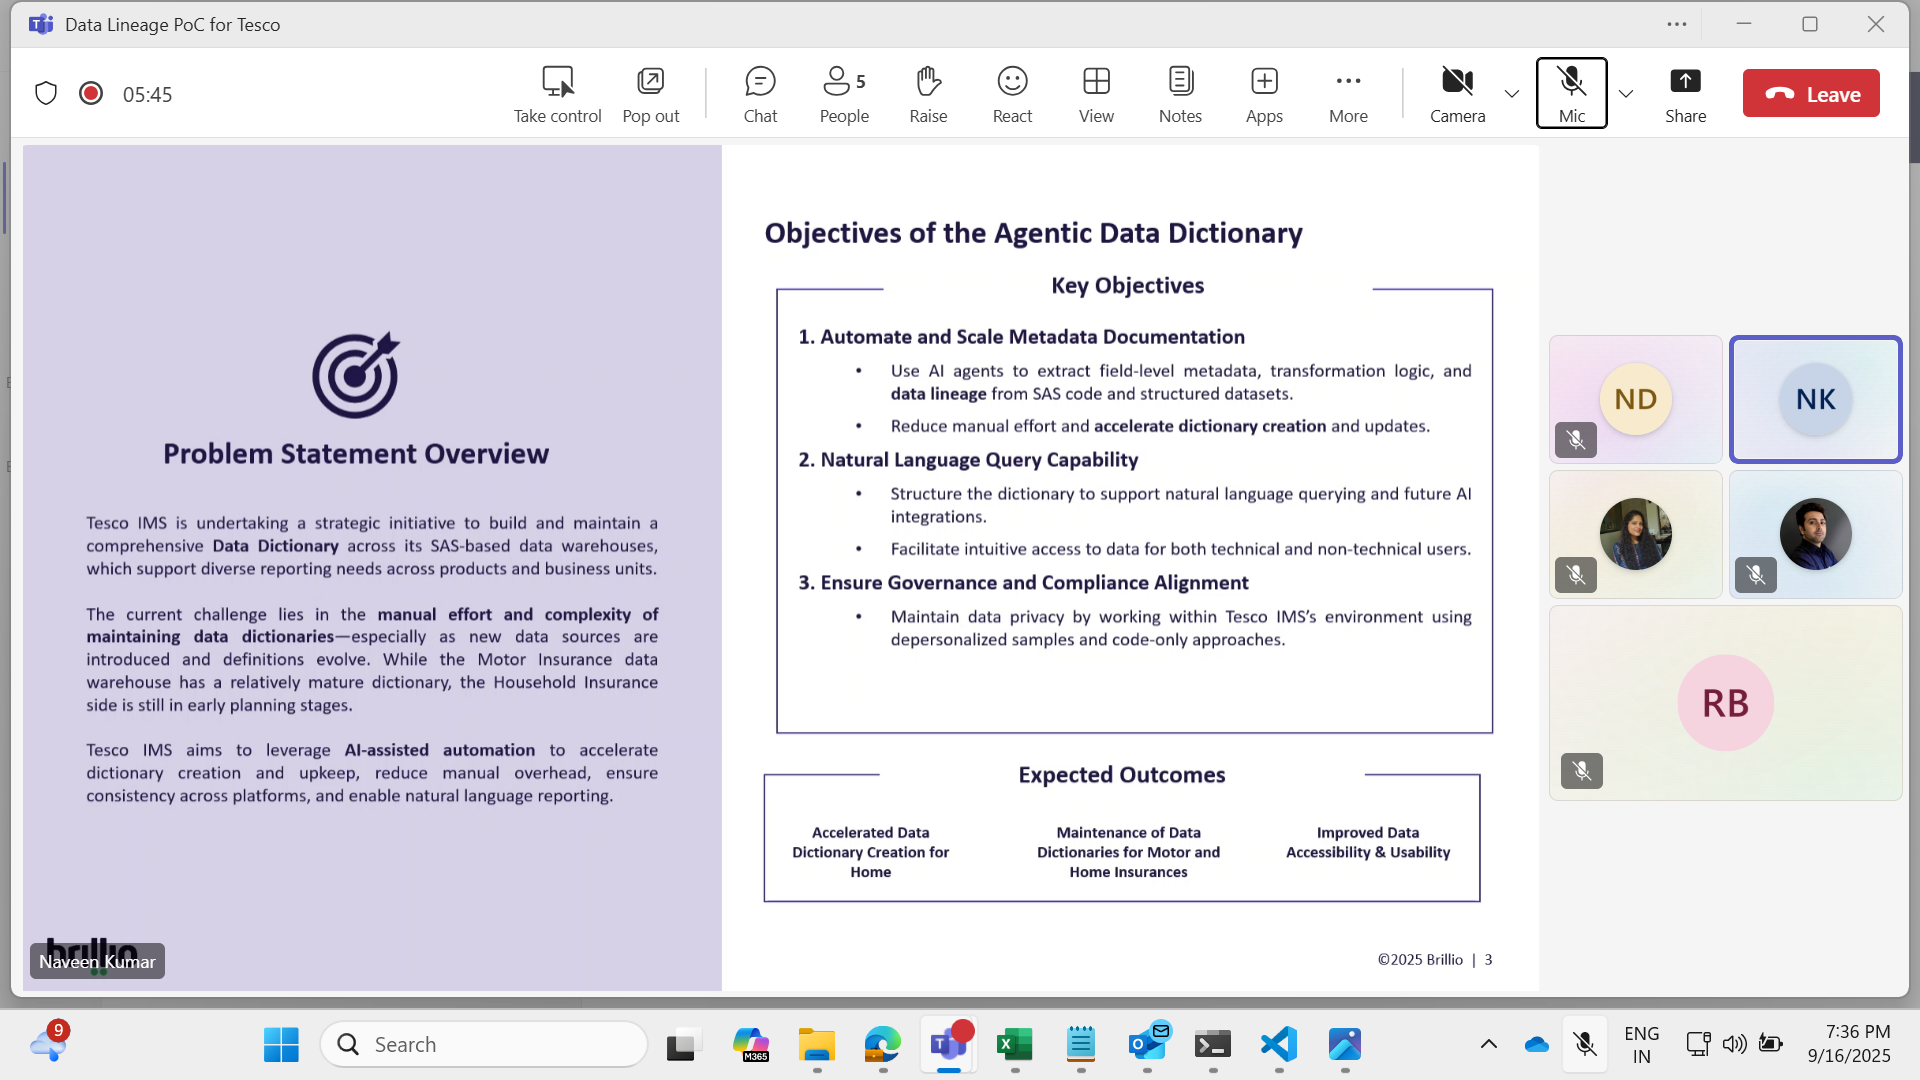 Data Lineage PoC for Tesco
05:45
Take control
Pop out
Chat
5
People
Raise
React
View
Notes
Apps
More
Camera
Mic
Share
Leave
Problem Statement Overview
Tesco IMS is undertaking a strategic initiative to build and maintain a
comprehensive Data Dictionary across its SAS-based data warehouses,
which support diverse reporting needs across products and business units.
The current challenge lies in the manual effort and complexity of
maintaining data dictionaries—especially as new data sources are
introduced and definitions evolve. While the Motor Insurance data
warehouse has a relatively mature dictionary, the Household Insurance
side is still in early planning stages.
Tesco IMS aims to leverage AI-assisted automation to accelerate
dictionary creation and upkeep, reduce manual overhead, ensure
consistency across platforms, and enable natural language reporting.
brillio
Naveen Kumar
Objectives of the Agentic Data Dictionary
Key Objectives
1. Automate and Scale Metadata Documentation
• Use AI agents to extract field-level metadata, transformation logic, and
data lineage from SAS code and structured datasets.
• Reduce manual effort and accelerate dictionary creation and updates.
2. Natural Language Query Capability
• Structure the dictionary to support natural language querying and future AI
integrations.
• Facilitate intuitive access to data for both technical and non-technical users.
3. Ensure Governance and Compliance Alignment
• Maintain data privacy by working within Tesco IMS’s environment using
depersonalized samples and code-only approaches.
Expected Outcomes
Accelerated Data
Dictionary Creation for
Home
Maintenance of Data
Dictionaries for Motor and
Home Insurances
Improved Data
Accessibility & Usability
©2025 Brillio | 3
ND
NK
RB
9
Search
M365
ENG
IN
7:36 PM
9/16/2025